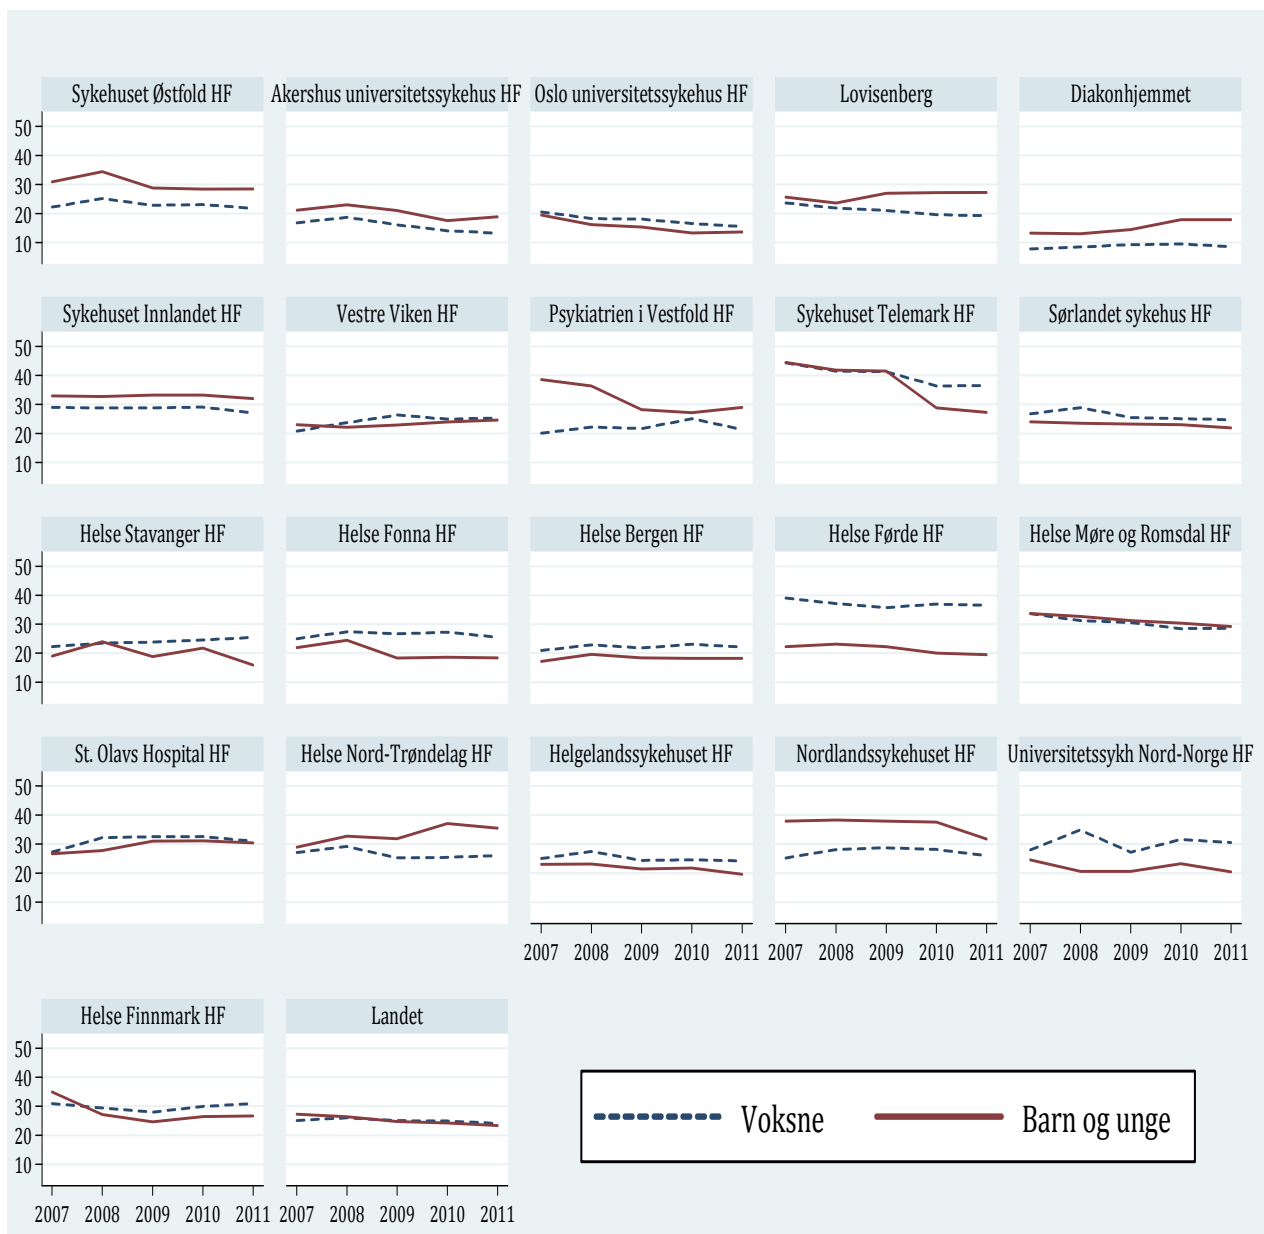 Sykehuset Østfold HF
Akershus universitetssykehus HF
Oslo universitetssykehus HF
Lovisenberg
Diakonhjemmet
50
40
30
20
10
Sykehuset Innlandet HF
Vestre Viken HF
Psykiatrien i Vestfold HF
Sykehuset Telemark HF
Sørlandet sykehus HF
50
40
30
20
10
Helse Stavanger HF
Helse Fonna HF
Helse Bergen HF
Helse Førde HF
Helse Møre og Romsdal HF
50
40
30
20
10
St. Olavs Hospital HF
Helse Nord-Trøndelag HF
Helgelandssykehuset HF
Nordlandssykehuset HF
Universitetssykh Nord-Norge HF
50
40
30
20
10
2007 2008 2009 2010 2011
2007 2008 2009 2010 2011
2007 2008 2009 2010 2011
Helse Finnmark HF
Landet
50
40
30
20
10
2007 2008 2009 2010 2011
2007 2008 2009 2010 2011
Voksne
Barn og unge